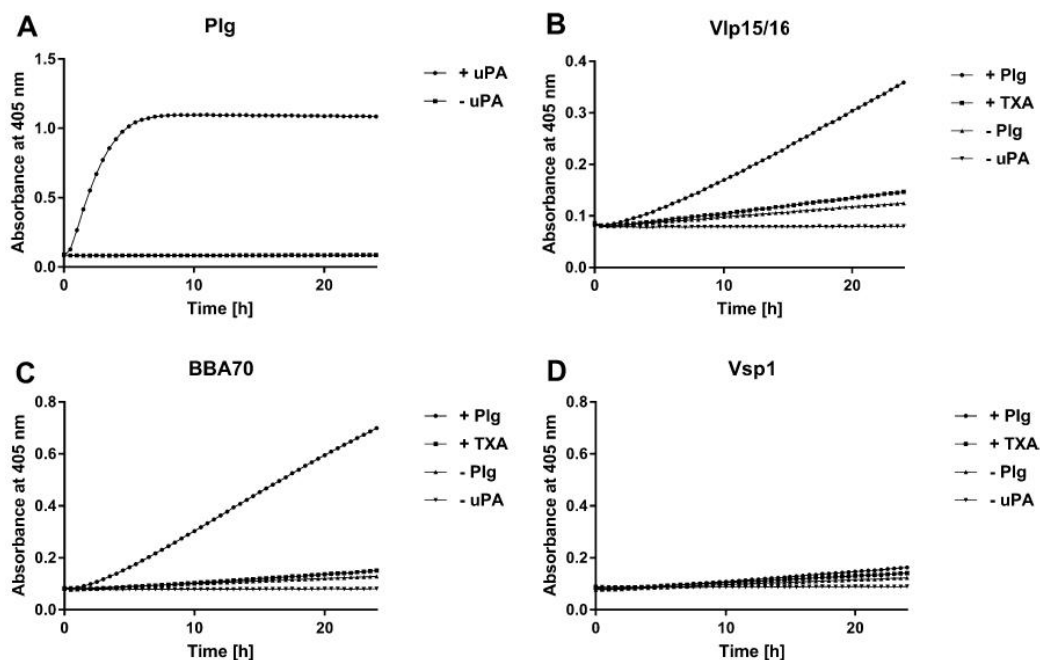 A
Plg
Absorbance at 405 nm
1.5
1.0
0.5
0.0
0
10
20
Time [h]
+ uPA
- uPA
B
Vlp15/16
Absorbance at 405 nm
0.4
0.3
0.2
0.1
0.0
0
10
20
Time [h]
+ Plg
+ TXA
- Plg
- uPA
C
BBA70
Absorbance at 405 nm
0.8
0.6
0.4
0.2
0.0
0
10
20
Time [h]
+ Plg
+ TXA
- Plg
- uPA
D
Vsp1
Absorbance at 405 nm
0.8
0.6
0.4
0.2
0.0
0
10
20
Time [h]
+ Plg
+ TXA
- Plg
- uPA